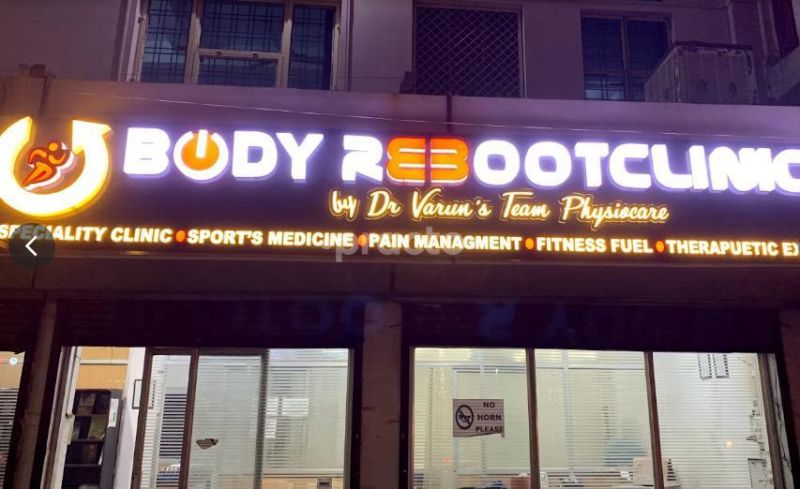 BODY REBOOTCLINIC
by Dr Varun's Team Physiocare
SPECIALITY CLINIC • SPORT'S MEDICINE • PAIN MANAGMENT • FITNESS FUEL • THERAPUETIC EX
practo
NO
HORN
PLEASE